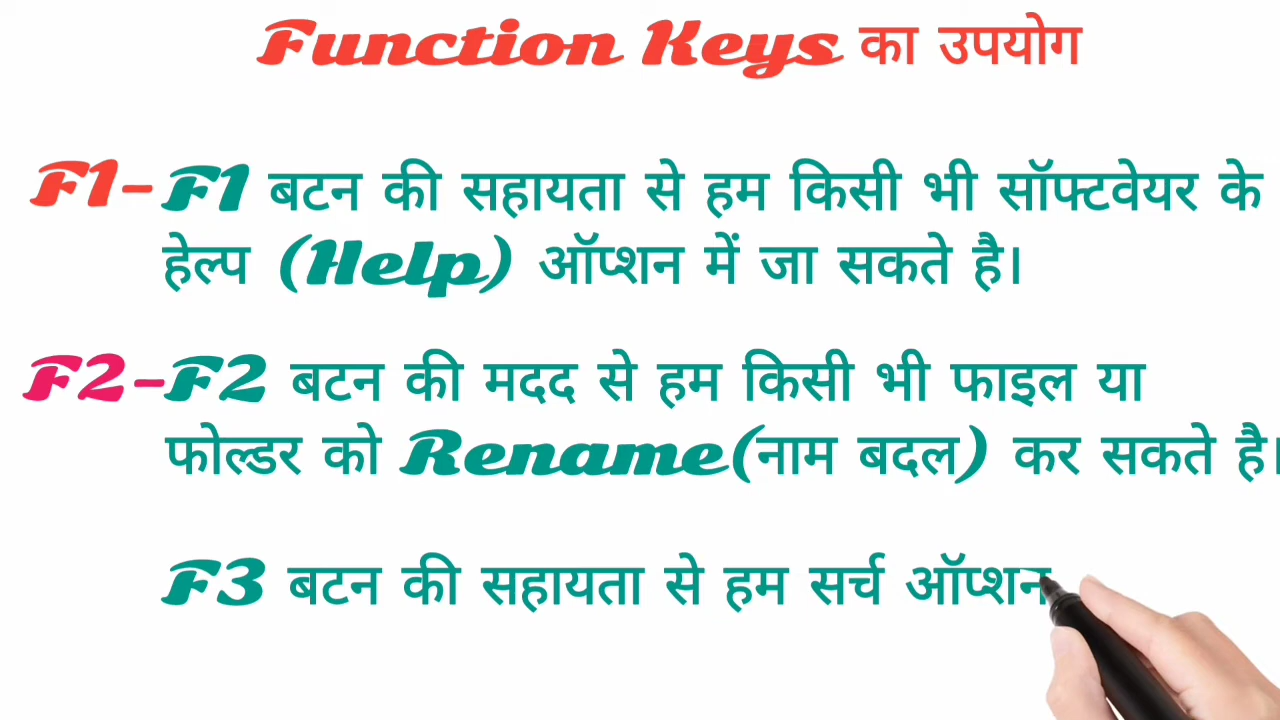 Function Keys का उपयोग
F1- F1 बटन की सहायता से हम किसी भी सॉफ्टवेयर के
हेल्प (Help) ऑप्शन में जा सकते है।
F2- F2 बटन की मदद से हम किसी भी फाइल या
फोल्डर को Rename(नाम बदल) कर सकते है।
F3 बटन की सहायता से हम सर्च ऑप्शन